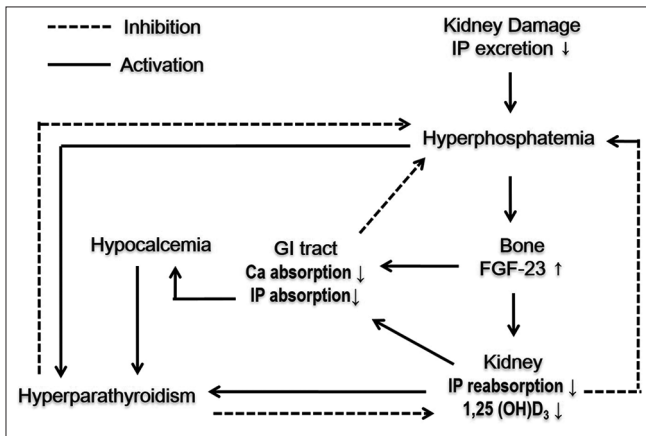 Inhibition
Activation
Kidney Damage
IP excretion ↓
Hyperphosphatemia
Hypocalcemia
GI tract
Ca absorption ↓
IP absorption↓
Bone
FGF-23 ↑
Kidney
IP reabsorption ↓
1,25 (OH)D₃ ↓
Hyperparathyroidism